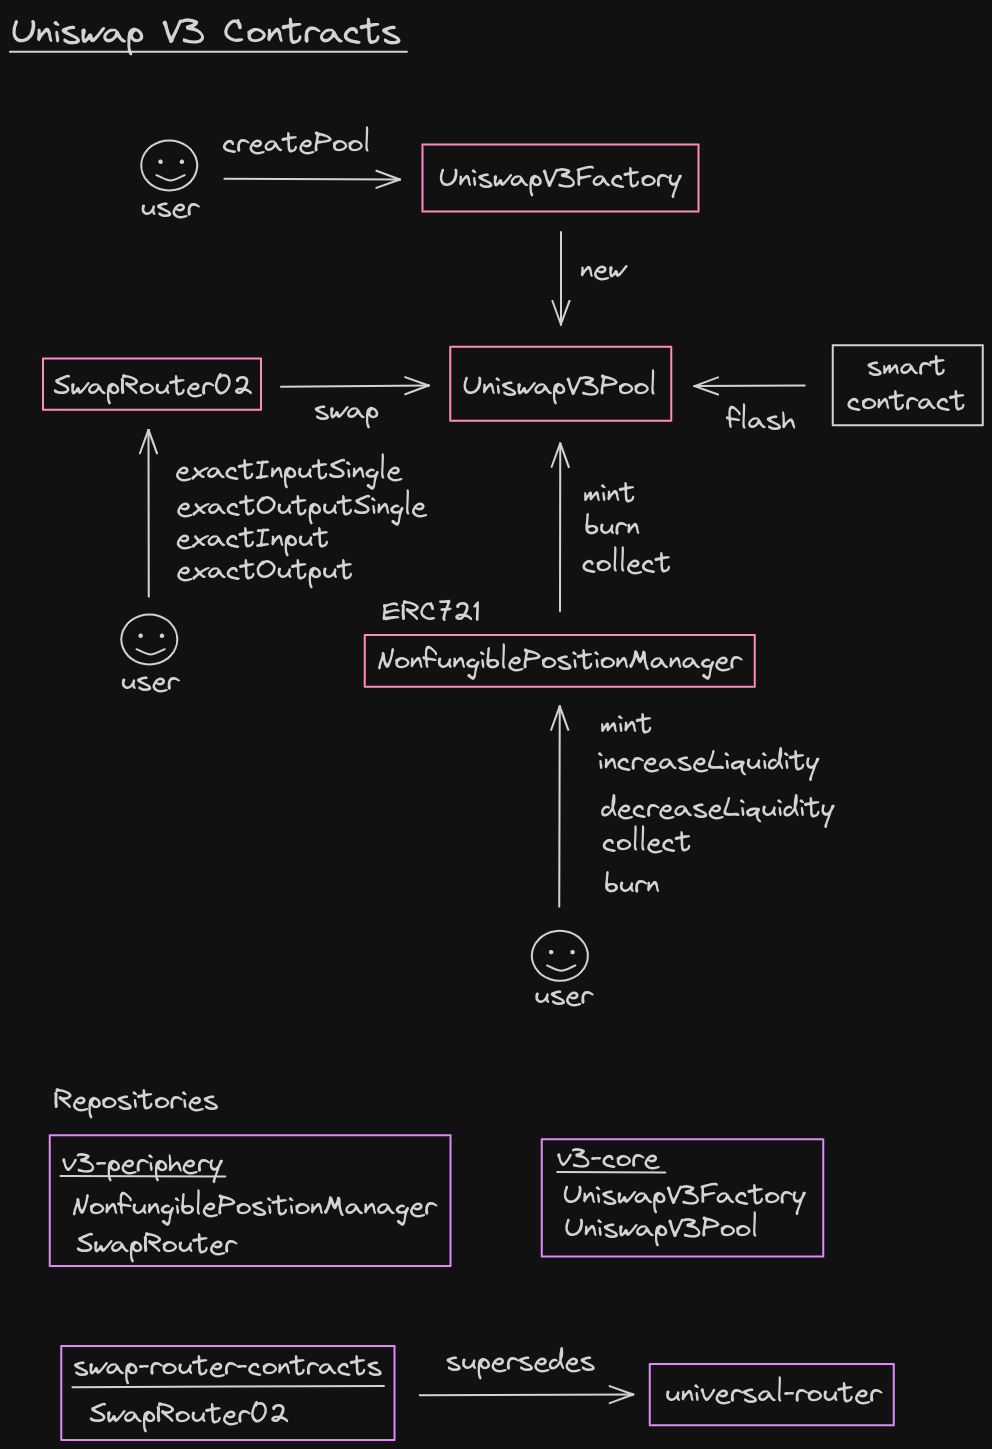 Uniswap V3 Contracts
createPool
UniswapV3Factory
user
new
SwapRouter02
swap
UniswapV3Pool
flash
smart
contract
exactInputSingle
exactOutputSingle
exactInput
exactOutput
user
mint
burn
collect
ERC721
NonfungiblePositionManager
mint
increaseLiquidity
decreaseLiquidity
collect
burn
user
Repositories
v3-periphery
NonfungiblePositionManager
SwapRouter
v3-core
UniswapV3Factory
UniswapV3Pool
swap-router-contracts
SwapRouter02
supersedes
universal-router